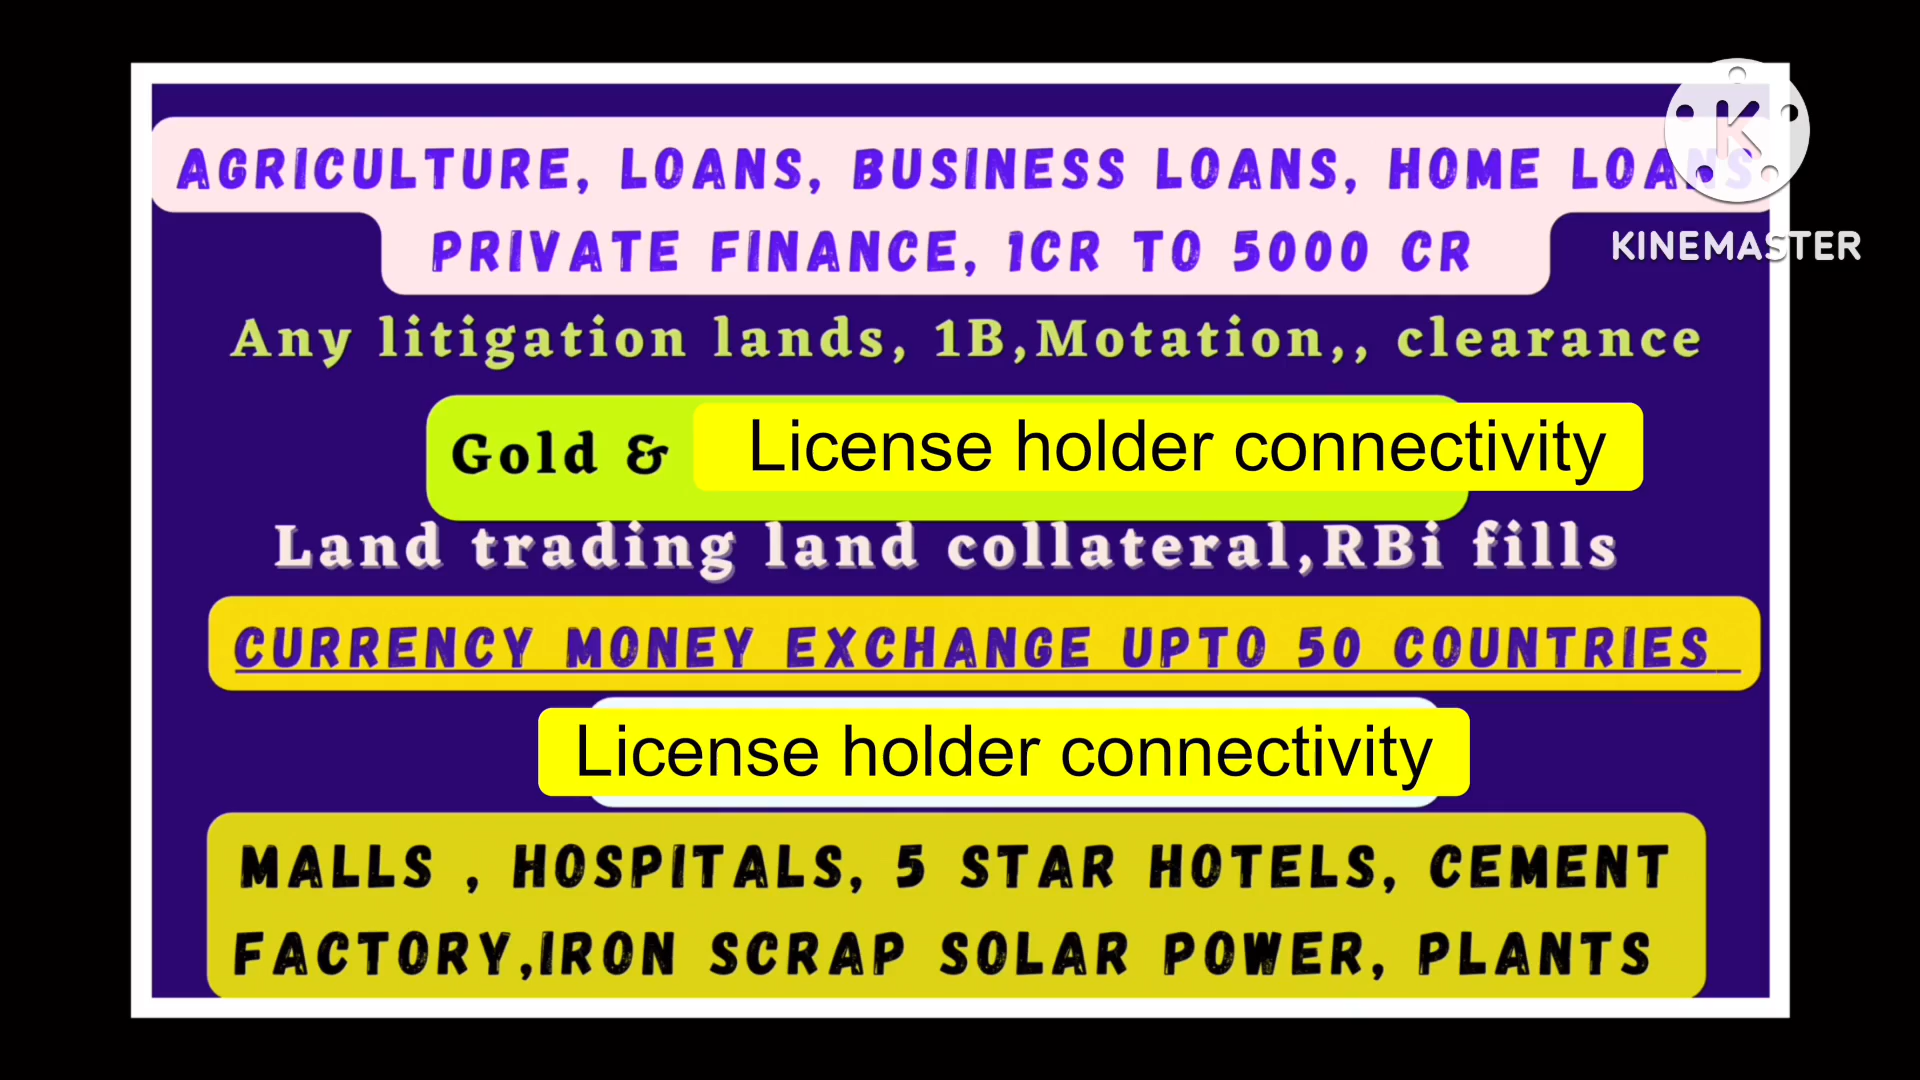 AGRICULTURE, LOANS, BUSINESS LOANS, HOME LOANS
PRIVATE FINANCE, 1CR TO 5000 CR
KINEMASTER
Any litigation lands, 1B,Motation,, clearance
Gold & License holder connectivity
Land trading land collateral,RBi fills
CURRENCY MONEY EXCHANGE UPTO 50 COUNTRIES
License holder connectivity
MALLS , HOSPITALS, 5 STAR HOTELS, CEMENT
FACTORY,IRON SCRAP SOLAR POWER, PLANTS